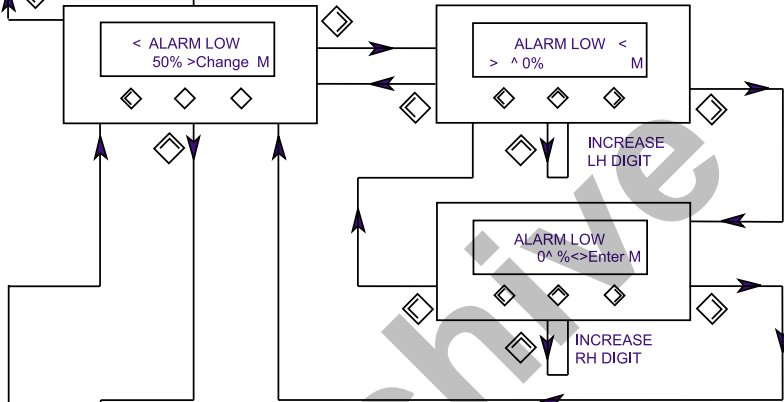 < ALARM LOW
50% >Change M
ALARM LOW <
> ^ 0% M
INCREASE
LH DIGIT
ALARM LOW
0^ %<>Enter M
INCREASE
RH DIGIT